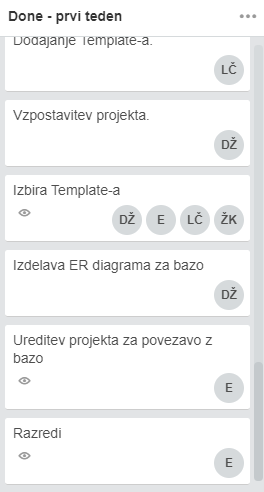 Done - prvi teden
Dodajanje Template-a.
LČ
Vzpostavitev projekta.
DŽ
Izbira Template-a
DŽ E LČ ŽK
Izdelava ER diagrama za bazo
DŽ
Ureditev projekta za povezavo z
bazo
E
Razredi
E